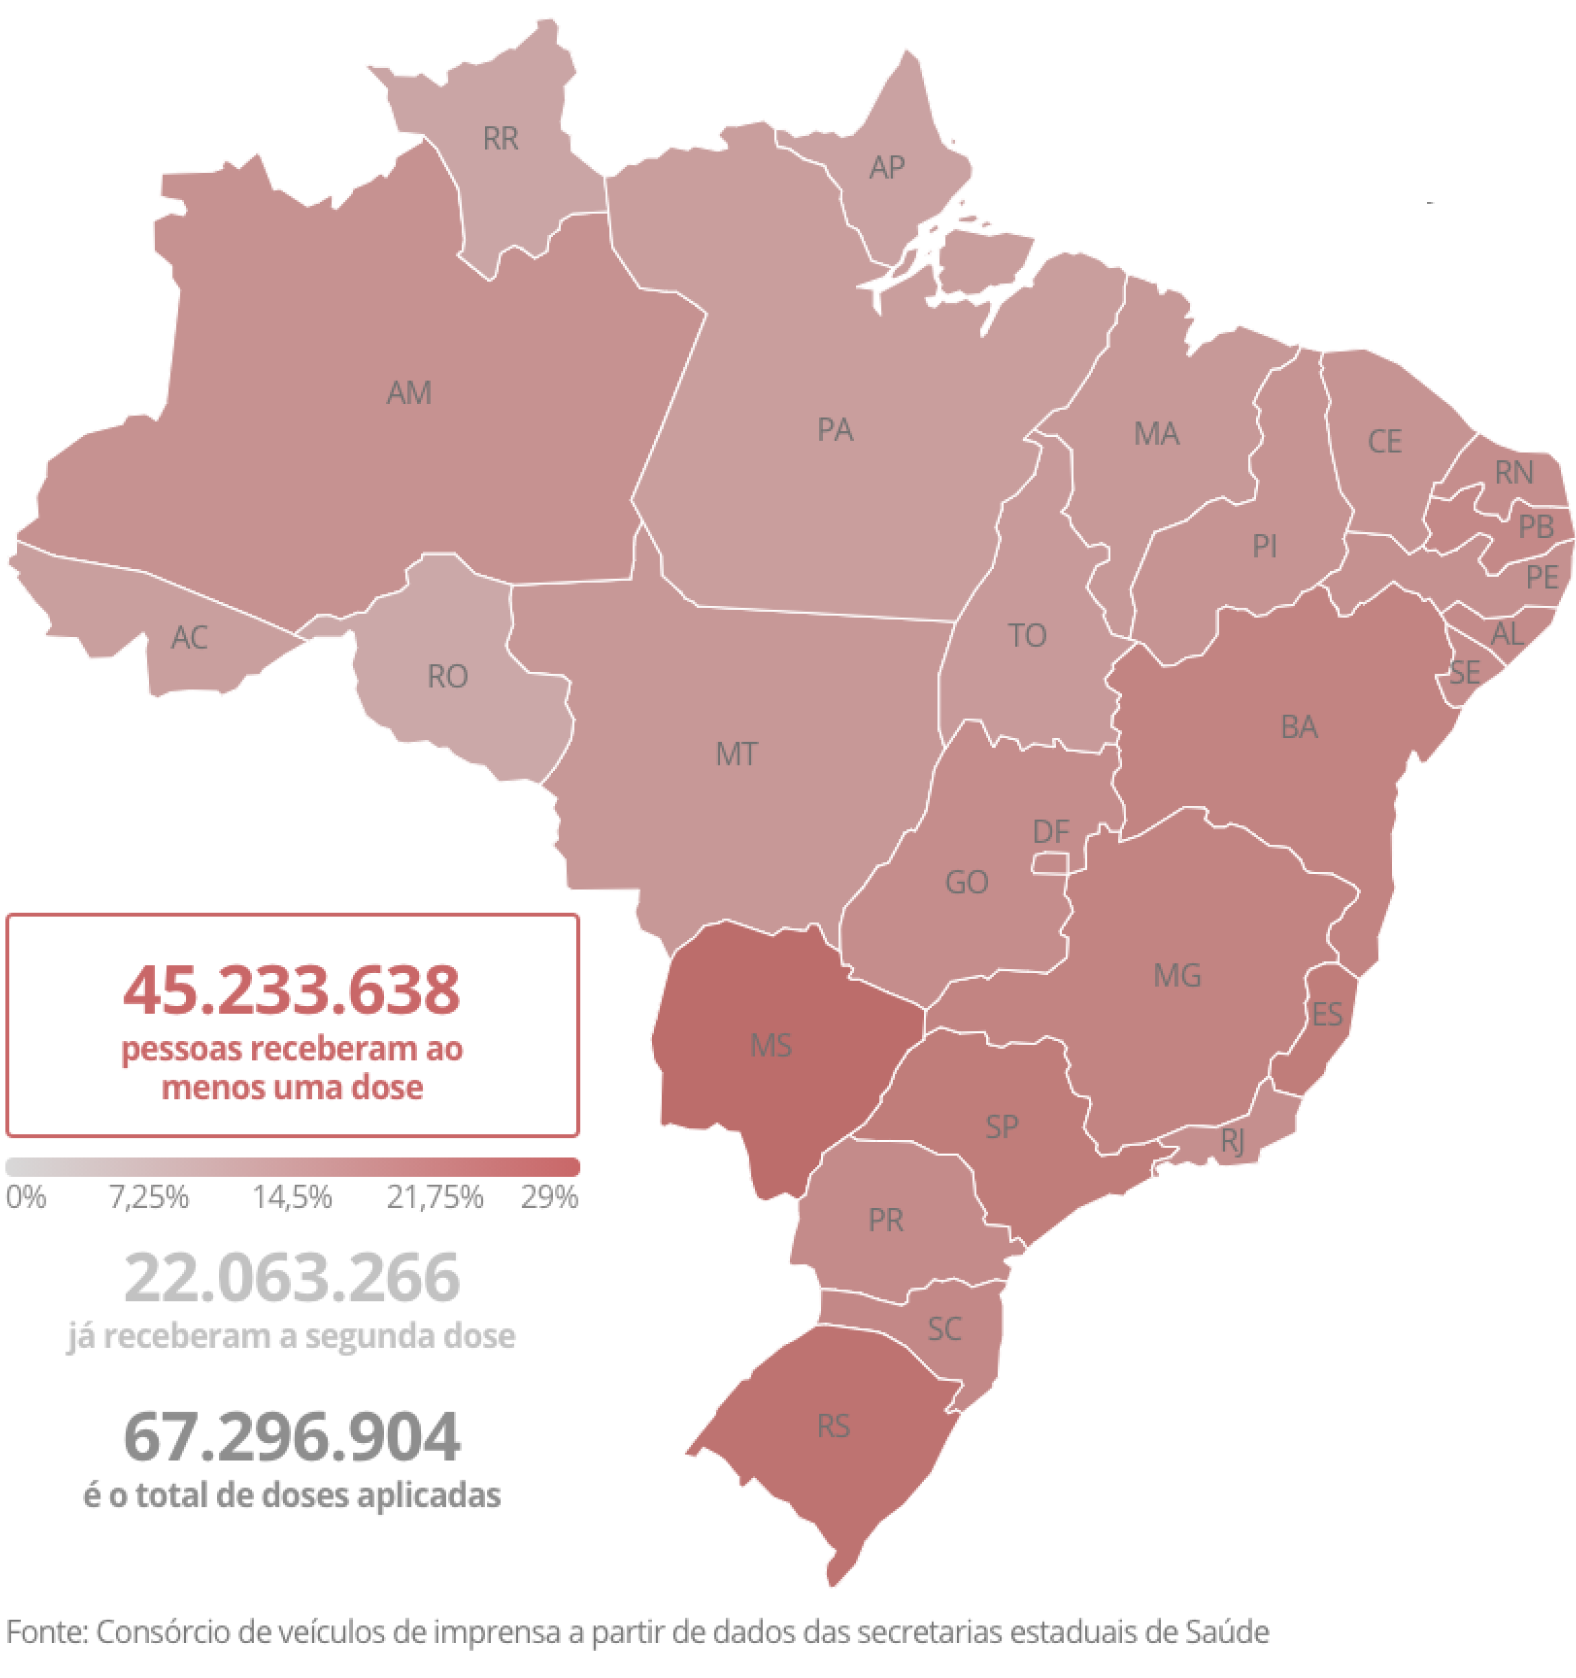 RR
AP
AM
PA
MA
CE
RN
PB
PI
PE
AC
TO
AL
RO
SE
BA
MT
DF
GO
MG
ES
MS
SP
RJ
PR
SC
RS
45.233.638
pessoas receberam ao
menos uma dose
0% 7,25% 14,5% 21,75% 29%
22.063.266
já receberam a segunda dose
67.296.904
é o total de doses aplicadas
Fonte: Consórcio de veículos de imprensa a partir de dados das secretarias estaduais de Saúde